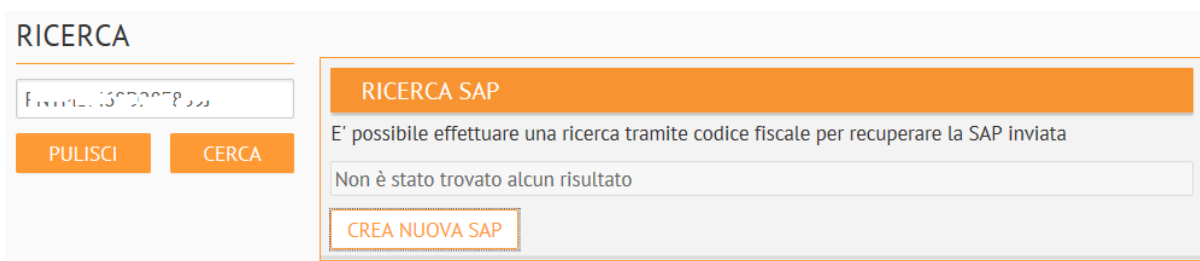 RICERCA
PULISCI
CERCA
RICERCA SAP
E' possibile effettuare una ricerca tramite codice fiscale per recuperare la SAP inviata
Non è stato trovato alcun risultato
CREA NUOVA SAP